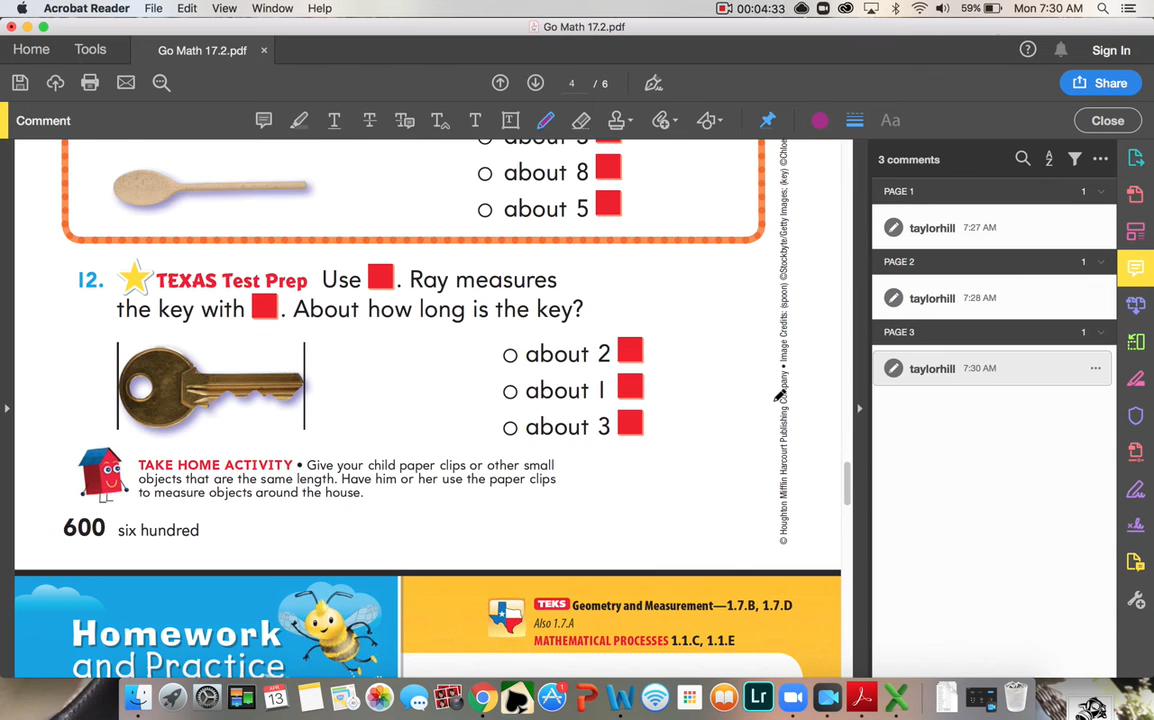 Acrobat Reader File Edit View Window Help 00:04:33 59% Mon 7:30 AM
Go Math 17.2.pdf
Home Tools Go Math 17.2.pdf × Sign In
4 / 6 Share
Comment Close
3 comments
about 8
about 5
PAGE 1 1
taylorhill 7:27 AM
PAGE 2 1
taylorhill 7:28 AM
PAGE 3 1
taylorhill 7:30 AM
12. TEXAS Test Prep Use . Ray measures
the key with . About how long is the key?
about 2
about 1
about 3
TAKE HOME ACTIVITY • Give your child paper clips or other small
objects that are the same length. Have him or her use the paper clips
to measure objects around the house.
600 six hundred
© Houghton Mifflin Harcourt Publishing Company • Image Credits: (spoon) ©Stockbyte/Getty Images; (key) ©Chloe
Homework
and Practice
TEKS Geometry and Measurement—1.7.B, 1.7.D
Also 1.7.A
MATHEMATICAL PROCESSES 1.1.C, 1.1.E
APR
13
Lr